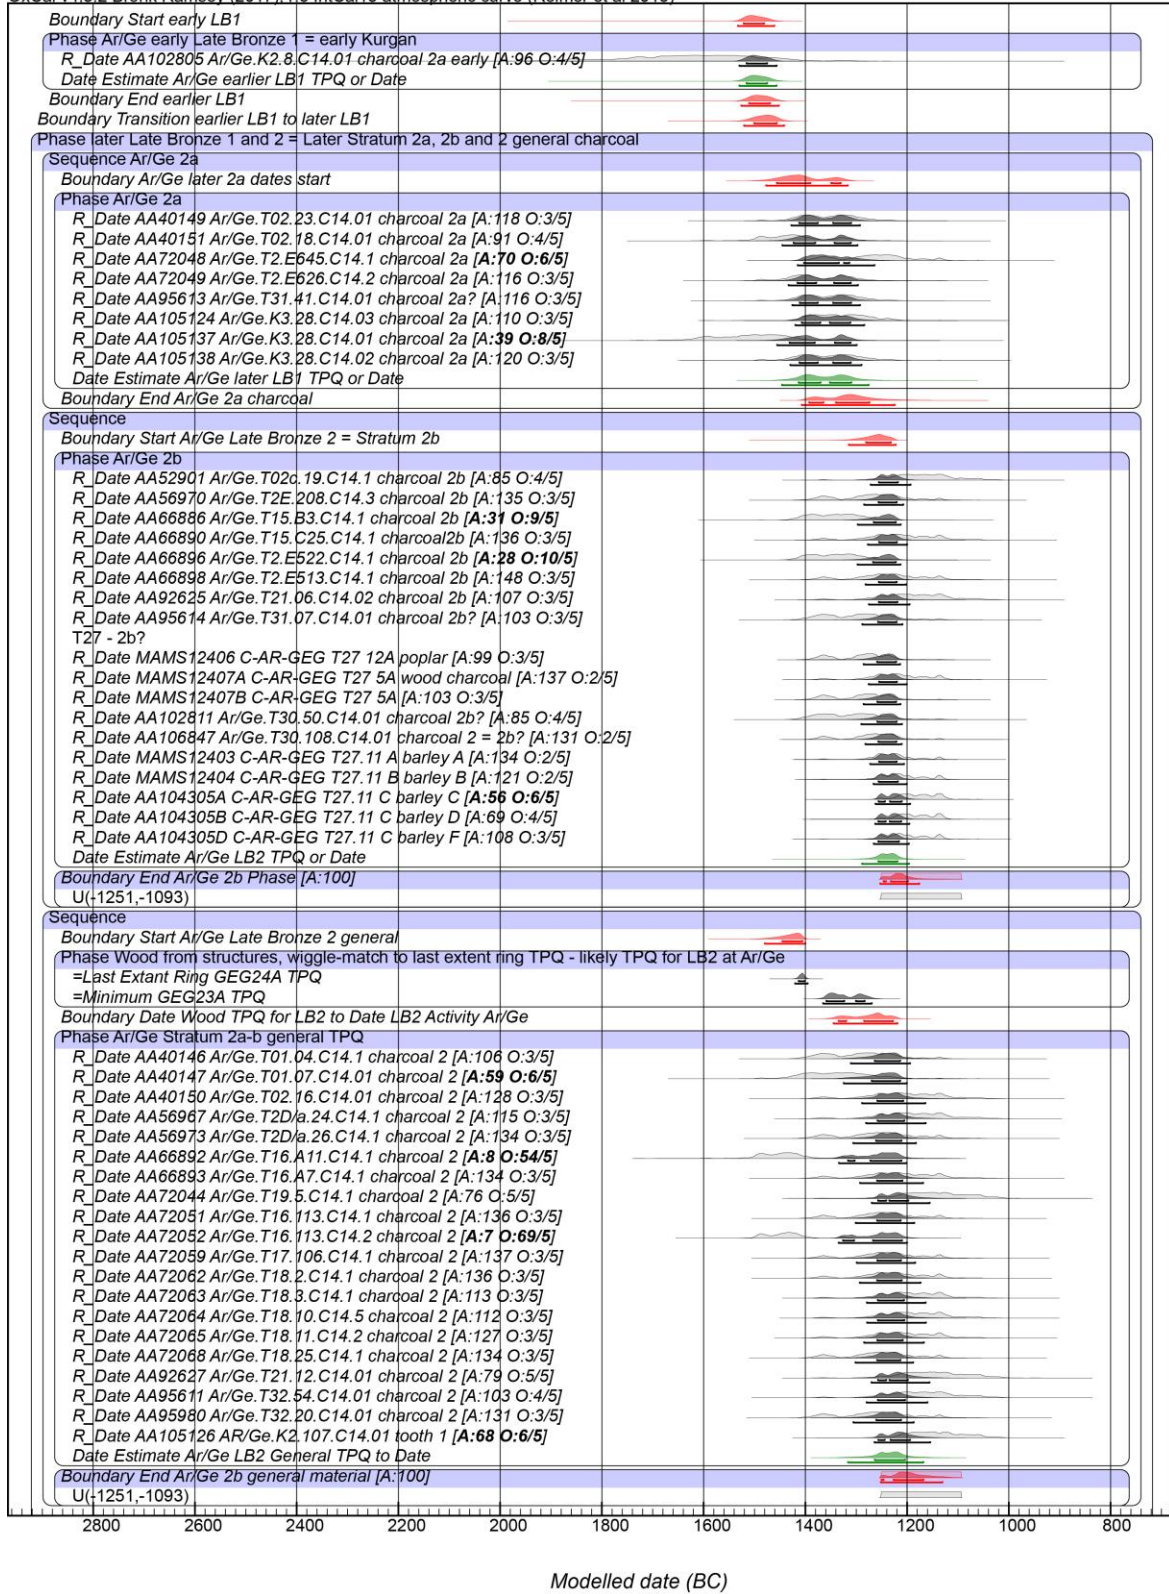 Boundary Start early LB1
Phase Ar/Ge early Late Bronze 1 = early Kurgan
R_Date AA102805 Ar/Ge.K2.8.C14.01 charcoal 2a early [A:96 O:4/5]
Date Estimate Ar/Ge earlier LB1 TPQ or Date
Boundary End earlier LB1
Boundary Transition earlier LB1 to later LB1
Phase later Late Bronze 1 and 2 = Later Stratum 2a, 2b and 2 general charcoal
Sequence Ar/Ge 2a
Boundary Ar/Ge later 2a dates start
Phase Ar/Ge 2a
R_Date AA40149 Ar/Ge.T02.23.C14.01 charcoal 2a [A:118 O:3/5]
R_Date AA40151 Ar/Ge.T02.18.C14.01 charcoal 2a [A:91 O:4/5]
R_Date AA72048 Ar/Ge.T2.E645.C14.1 charcoal 2a [A:70 O:6/5]
R_Date AA72049 Ar/Ge.T2.E626.C14.2 charcoal 2a [A:116 O:3/5]
R_Date AA95613 Ar/Ge.T31.41.C14.01 charcoal 2a? [A:116 O:3/5]
R_Date AA105124 Ar/Ge.K3.28.C14.03 charcoal 2a [A:110 O:3/5]
R_Date AA105137 Ar/Ge.K3.28.C14.01 charcoal 2a [A:39 O:8/5]
R_Date AA105138 Ar/Ge.K3.28.C14.02 charcoal 2a [A:120 O:3/5]
Date Estimate Ar/Ge later LB1 TPQ or Date
Boundary End Ar/Ge 2a charcoal
Sequence
Boundary Start Ar/Ge Late Bronze 2 = Stratum 2b
Phase Ar/Ge 2b
R_Date AA52901 Ar/Ge.T02c.19.C14.1 charcoal 2b [A:85 O:4/5]
R_Date AA56970 Ar/Ge.T2E.208.C14.3 charcoal 2b [A:135 O:3/5]
R_Date AA66886 Ar/Ge.T15.B3.C14.1 charcoal 2b [A:31 O:9/5]
R_Date AA66890 Ar/Ge.T15.C25.C14.1 charcoal2b [A:136 O:3/5]
R_Date AA66896 Ar/Ge.T2.E522.C14.1 charcoal 2b [A:28 O:10/5]
R_Date AA66898 Ar/Ge.T2.E513.C14.1 charcoal 2b [A:148 O:3/5]
R_Date AA92625 Ar/Ge.T21.06.C14.02 charcoal 2b [A:107 O:3/5]
R_Date AA95614 Ar/Ge.T31.07.C14.01 charcoal 2b? [A:103 O:3/5]
T27 - 2b?
R_Date MAMS12406 C-AR-GEG T27 12A poplar [A:99 O:3/5]
R_Date MAMS12407A C-AR-GEG T27 5A wood charcoal [A:137 O:2/5]
R_Date MAMS12407B C-AR-GEG T27 5A [A:103 O:3/5]
R_Date AA102811 Ar/Ge.T30.50.C14.01 charcoal 2b? [A:85 O:4/5]
R_Date AA106847 Ar/Ge.T30.108.C14.01 charcoal 2 = 2b? [A:131 O:2/5]
R_Date MAMS12403 C-AR-GEG T27.11 A barley A [A:134 O:2/5]
R_Date MAMS12404 C-AR-GEG T27.11 B barley B [A:121 O:2/5]
R_Date AA104305A C-AR-GEG T27.11 C barley C [A:56 O:6/5]
R_Date AA104305B C-AR-GEG T27.11 C barley D [A:69 O:4/5]
R_Date AA104305D C-AR-GEG T27.11 C barley F [A:108 O:3/5]
Date Estimate Ar/Ge LB2 TPQ or Date
Boundary End Ar/Ge 2b Phase [A:100]
U(-1251,-1093)
Sequence
Boundary Start Ar/Ge Late Bronze 2 general
Phase Wood from structures, wiggle-match to last extent ring TPQ - likely TPQ for LB2 at Ar/Ge
=Last Extant Ring GEG24A TPQ
=Minimum GEG23A TPQ
Boundary Date Wood TPQ for LB2 to Date LB2 Activity Ar/Ge
Phase Ar/Ge Stratum 2a-b general TPQ
R_Date AA40146 Ar/Ge.T01.04.C14.1 charcoal 2 [A:106 O:3/5]
R_Date AA40147 Ar/Ge.T01.07.C14.01 charcoal 2 [A:59 O:6/5]
R_Date AA40150 Ar/Ge.T02.16.C14.01 charcoal 2 [A:128 O:3/5]
R_Date AA56967 Ar/Ge.T2D/a.24.C14.1 charcoal 2 [A:115 O:3/5]
R_Date AA56973 Ar/Ge.T2D/a.26.C14.1 charcoal 2 [A:134 O:3/5]
R_Date AA66892 Ar/Ge.T16.A11.C14.1 charcoal 2 [A:8 O:54/5]
R_Date AA66893 Ar/Ge.T16.A7.C14.1 charcoal 2 [A:134 O:3/5]
R_Date AA72044 Ar/Ge.T19.5.C14.1 charcoal 2 [A:76 O:5/5]
R_Date AA72051 Ar/Ge.T16.113.C14.1 charcoal 2 [A:136 O:3/5]
R_Date AA72052 Ar/Ge.T16.113.C14.2 charcoal 2 [A:7 O:69/5]
R_Date AA72059 Ar/Ge.T17.106.C14.1 charcoal 2 [A:137 O:3/5]
R_Date AA72062 Ar/Ge.T18.2.C14.1 charcoal 2 [A:136 O:3/5]
R_Date AA72063 Ar/Ge.T18.3.C14.1 charcoal 2 [A:113 O:3/5]
R_Date AA72064 Ar/Ge.T18.10.C14.5 charcoal 2 [A:112 O:3/5]
R_Date AA72065 Ar/Ge.T18.11.C14.2 charcoal 2 [A:127 O:3/5]
R_Date AA72068 Ar/Ge.T18.25.C14.1 charcoal 2 [A:134 O:3/5]
R_Date AA92627 Ar/Ge.T21.12.C14.01 charcoal 2 [A:79 O:5/5]
R_Date AA95611 Ar/Ge.T32.54.C14.01 charcoal 2 [A:103 O:4/5]
R_Date AA95980 Ar/Ge.T32.20.C14.01 charcoal 2 [A:131 O:3/5]
R_Date AA105126 AR/Ge.K2.107.C14.01 tooth 1 [A:68 O:6/5]
Date Estimate Ar/Ge LB2 General TPQ to Date
Boundary End Ar/Ge 2b general material [A:100]
U(-1251,-1093)
2800 2600 2400 2200 2000 1800 1600 1400 1200 1000 800
Modelled date (BC)